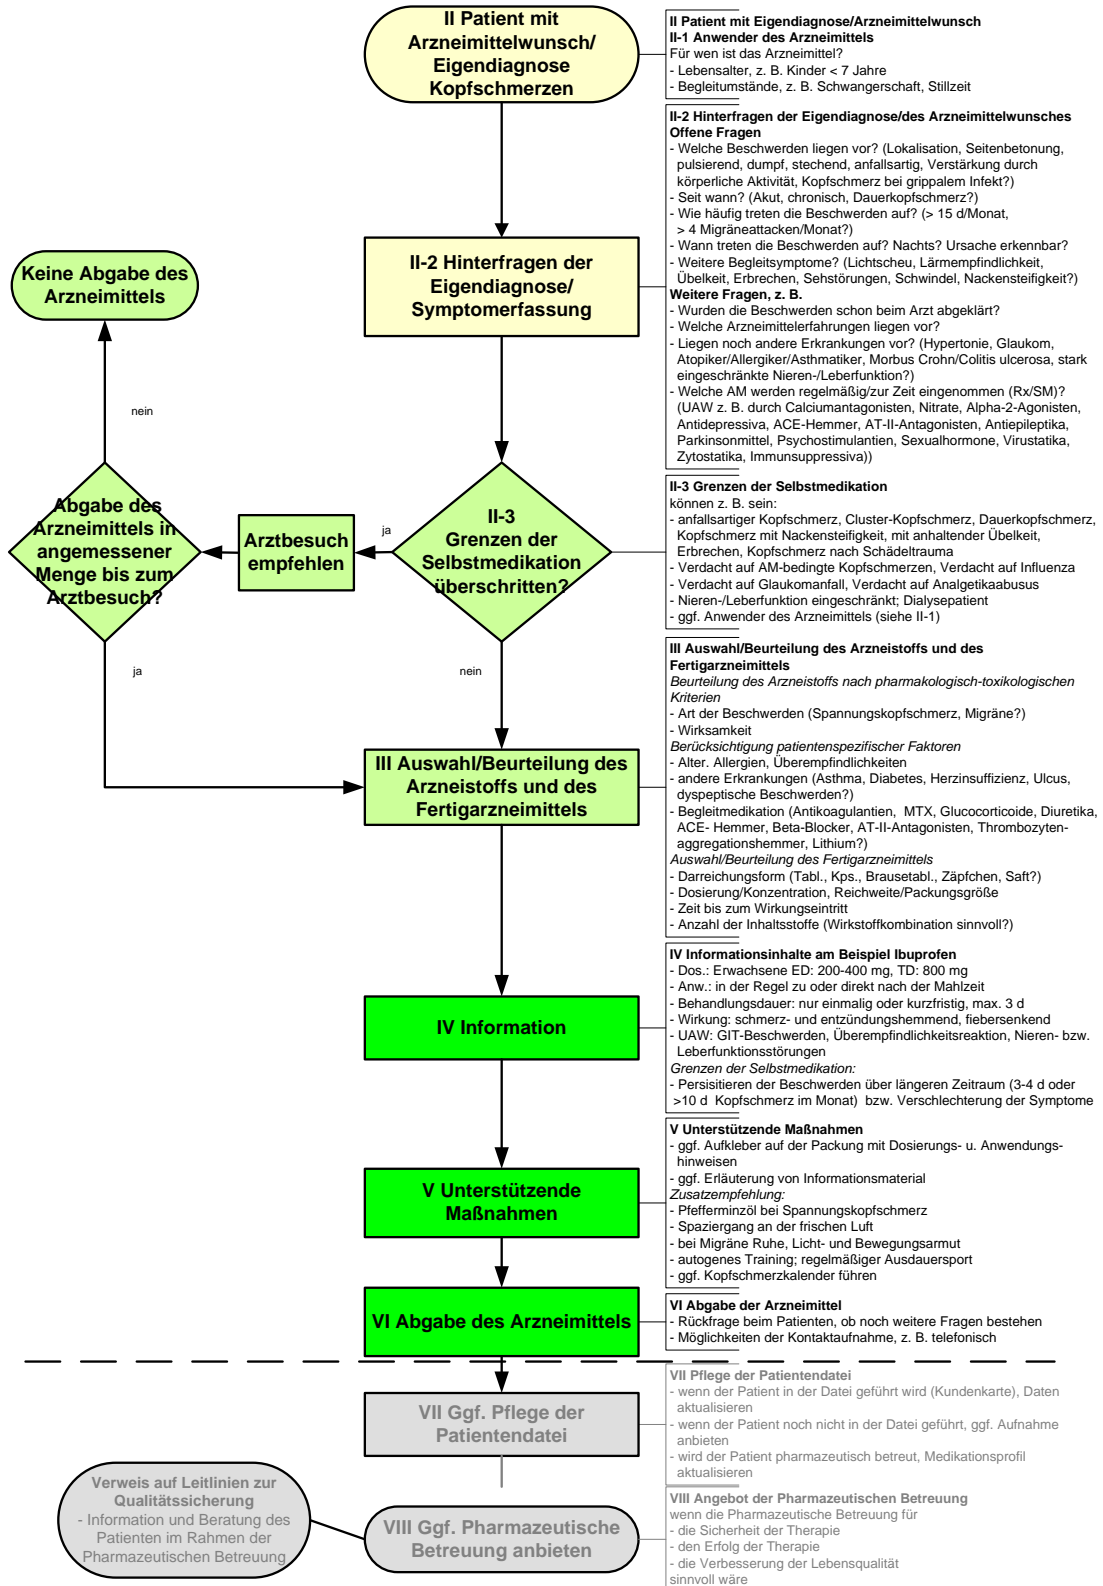 II Patient mit
Arzneimittelwunsch/
Eigendiagnose
Kopfschmerzen
II Patient mit Eigendiagnose/Arzneimittelwunsch
II-1 Anwender des Arzeimittels
Für wen ist das Arzeimittel?
- Lebensalter, z. B. Kinder < 7 Jahre
- Begleitumstände, z. B. Schwangerschaft, Stillzeit
II-2 Hinterfragen der Eigendiagnose/des Arzneimittelwunsches
Offene Fragen
- Welche Beschwerden liegen vor? (Lokalisation, Seitenbetonung,
pulsierend, dumpf, stechend, anfallsartig, Verstärkung durch
körperliche Aktivität, Kopfschmerz bei grippalem Infekt?)
- Seit wann? (Akut, chronisch, Dauerkopfschmerz?)
- Wie häufig treten die Beschwerden auf? (> 15 d/Monat,
> 4 Migräneattacken/Monat?)
- Wann treten die Beschwerden auf? Nachts? Ursache erkennbar?
- Weitere Begleitsymptome? (Lichtscheu, Lärmempfindlichkeit,
Übelkeit, Erbrechen, Sehstörungen, Schwindel, Nackensteifigkeit?)
Weitere Fragen, z. B.
- Wurden die Beschwerden schon beim Arzt abgeklärt?
- Welche Arzneimittelerfahrungen liegen vor?
- Liegen noch andere Erkrankungen vor? (Hypertonie, Glaukom,
Atopiker/Allergiker/Asthmatiker, Morbus Crohn/Colitis ulcerosa, stark
eingeschränkte Nieren-/Leberfunktion?)
- Welche AM werden regelmäßig/zur Zeit eingenommen (Rx/SM)?
(UAW z. B. durch Calciumantagonisten, Nitrate, Alpha-2-Agonisten,
Antidepressiva, ACE-Hemmer, AT-II-Antagonisten, Antiepileptika,
Parkinsonmittel, Psychostimulantien, Sexualhormone, Virustatika,
Zytostatika, Immunsuppressiva))
II-2 Hinterfragen der
Eigendiagnose/
Symptomerfassung
Keine Abgabe des
Arzneimittels
nein
Abgabe des
Arzneimittels in
angemessener
Menge bis zum
Arztbesuch?
ja
Arztbesuch
empfehlen
ja
II-3
Grenzen der
Selbstmedikation
überschritten?
nein
II-3 Grenzen der Selbstmedikation
können z. B. sein:
- anfallsartiger Kopfschmerz, Cluster-Kopfschmerz, Dauerkopfschmerz,
Kopfschmerz mit Nackensteifigkeit, mit anhaltender Übelkeit,
Erbrechen, Kopfschmerz nach Schädeltrauma
- Verdacht auf AM-bedingte Kopfschmerzen, Verdacht auf Influenza
- Verdacht auf Glaukomanfall, Verdacht auf Analgetikaabusus
- Nieren-/Leberfunktion eingeschränkt; Dialysepatient
- ggf. Anwender des Arzneimittels (siehe II-1)
III Auswahl/Beurteilung des
Arzneistoffs und des
Fertigarzneimittels
III Auswahl/Beurteilung des Arzneistoffs und des
Fertigarzneimittels
Beurteilung des Arzneistoffs nach pharmakologisch-toxikologischen
Kriterien
- Art der Beschwerden (Spannungskopfschmerz, Migräne?)
- Wirksamkeit
Berücksichtigung patientenspezifischer Faktoren
- Alter. Allergien, Überempfindlichkeiten
- andere Erkrankungen (Asthma, Diabetes, Herzinsuffizienz, Ulcus,
dyspeptische Beschwerden?)
- Begleitmedikation (Antikoagulantien, MTX, Glucocorticoide, Diuretika,
ACE- Hemmer, Beta-Blocker, AT-II-Antagonisten, Thrombozyten-
aggregationshemmer, Lithium?)
Auswahl/Beurteilung des Fertigarzneimittels
- Darreichungsform (Tabl., Kps., Brausetabl., Zäpfchen, Saft?)
- Dosierung/Konzentration, Reichweite/Packungsgröße
- Zeit bis zum Wirkungseintritt
- Anzahl der Inhaltsstoffe (Wirkstoffkombination sinnvoll?)
IV Information
IV Informationsinhalte am Beispiel Ibuprofen
- Dos.: Erwachsene ED: 200-400 mg, TD: 800 mg
- Anw.: in der Regel zu oder direkt nach der Mahlzeit
- Behandlungsdauer: nur einmalig oder kurzfristig, max. 3 d
- Wirkung: schmerz- und entzündungshemmend, fiebersenkend
- UAW: GIT-Beschwerden, Überempfindlichkeitsreaktion, Nieren- bzw.
Leberfunktionsstörungen
Grenzen der Selbstmedikation:
- Persisitieren der Beschwerden über längeren Zeitraum (3-4 d oder
>10 d Kopfschmerz im Monat) bzw. Verschlechterung der Symptome
V Unterstützende
Maßnahmen
V Unterstützende Maßnahmen
- ggf. Aufkleber auf der Packung mit Dosierungs- u. Anwendungs-
hinweisen
- ggf. Erläuterung von Informationsmaterial
Zusatzempfehlung:
- Pfefferminzöl bei Spannungskopfschmerz
- Spaziergang an der frischen Luft
- bei Migräne Ruhe, Licht- und Bewegungsarmut
- autogenes Training; regelmäßiger Ausdauersport
- ggf. Kopfschmerzkalender führen
VI Abgabe des Arzneimittels
VI Abgabe der Arzneimittel
- Rückfrage beim Patienten, ob noch weitere Fragen bestehen
- Möglichkeiten der Kontaktaufnahme, z. B. telefonisch
VII Ggf. Pflege der
Patientendatei
VII Pflege der Patientendatei
- wenn der Patient in der Datei geführt wird (Kundenkarte), Daten
aktualisieren
- wenn der Patient noch nicht in der Datei geführt, ggf. Aufnahme
anbieten
- wird der Patient pharmazeutisch betreut, Medikationsprofil
aktualisieren
Verweis auf Leitlinien zur
Qualitätssicherung
- Information und Beratung des
Patienten im Rahmen der
Pharmazeutischen Betreuung
VIII Ggf. Pharmazeutische
Betreuung anbieten
VIII Angebot der Pharmazeutischen Betreuung
wenn die Pharmazeutische Betreuung für
- die Sicherheit der Therapie
- den Erfolg der Therapie
- die Verbesserung der Lebensqualität
sinnvoll wäre